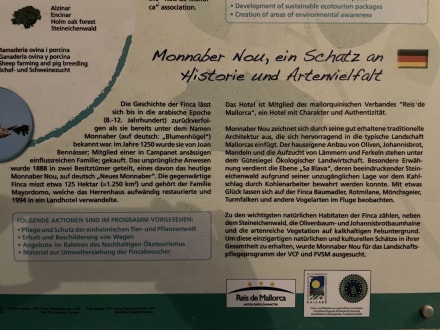 Alzinar
Encinar
Holm oak forest
Steineichenwald
Ramaderia ovina i porcina
Ganadería ovina y porcina
Sheep farming and pig breeding
Schaf- und Schweinezucht
ca" association.
• Development of sustainable ecotourism packages
• Creation of areas of environmental awareness
Monnaber Nou, ein Schatz an
Historie und Artenvielfalt
Die Geschichte der Finca lässt
sich bis in die arabische Epoche
(8.-12. Jahrhundert) zurückverfol-
gen als sie bereits unter dem Namen
Monnaber (auf deutsch: „Blumenhügel")
bekannt war. Im Jahre 1250 wurde sie von Joan
Bennàsser, Mitglied einer in Campanet ansässigen
einflussreichen Familie, gekauft. Das ursprüngliche Anwesen
wurde 1888 in zwei Besitztümer geteilt, eines davon das heutige
Monnaber Nou, auf Deutsch „Neues Monnaber". Die gegenwärtige
Finca misst etwa 125 Hektar (=1.250 km²) und gehört der Familie
Mayordomo, welche das Herrenhaus aufwändig restaurierte und
1994 in ein Landhotel verwandelte.
FOLGENDE AKTIONEN SIND IM PROGRAMM VORGESEHEN:
• Pflege und Schutz der einheimischen Tier- und Pflanzenwelt
• Erhalt und Beschilderung von Wegen
• Angebote im Rahmen des Nachhaltigen Ökotourismus
• Material zur Umwelterziehung der Fincabesucher
Das Hotel ist Mitglied des mallorquinischen Verbandes "Reis de
Mallorca", ein Hotel mit Charakter und Authentizität.
Monnaber Nou zeichnet sich durch seine gut erhaltene traditionelle
Architektur aus, die sich hervorragend in die typische Landschaft
Mallorcas einfügt. Der hauseigene Anbau von Oliven, Johannisbrot,
Mandeln und die Aufzucht von Lämmern und Ferkeln stehen unter
dem Gütesiegel Ökologischer Landwirtschaft. Besondere Erwäh-
nung verdient die Ebene „Sa Blava", deren beeindruckender Stein-
eichenwald aufgrund seiner unzugänglichen Lage vor dem Kahl-
schlag durch Kohlenarbeiter bewahrt werden konnte. Mit etwas
Glück lassen sich auf der Finca Baumadler, Rotmilane, Mönchsgeier,
Turmfalken und andere Vogelarten im Fluge beobachten.
Zu den wichtigsten natürlichen Habitaten der Finca zählen, neben
dem Steineichenwald, die Olivenbaum- und Johannisbrotbaumhaine
und die artenreiche Vegetation auf kalkhaltigen Felsuntergrund.
Um diese einzigartigen natürlichen und kulturellen Schätze in ihrer
Gesamtheit zu erhalten, wurde Monnaber Nou für das Landschafts-
pflegeprogramm der VCF und FVSM ausgesucht.
Reis de Mallorca